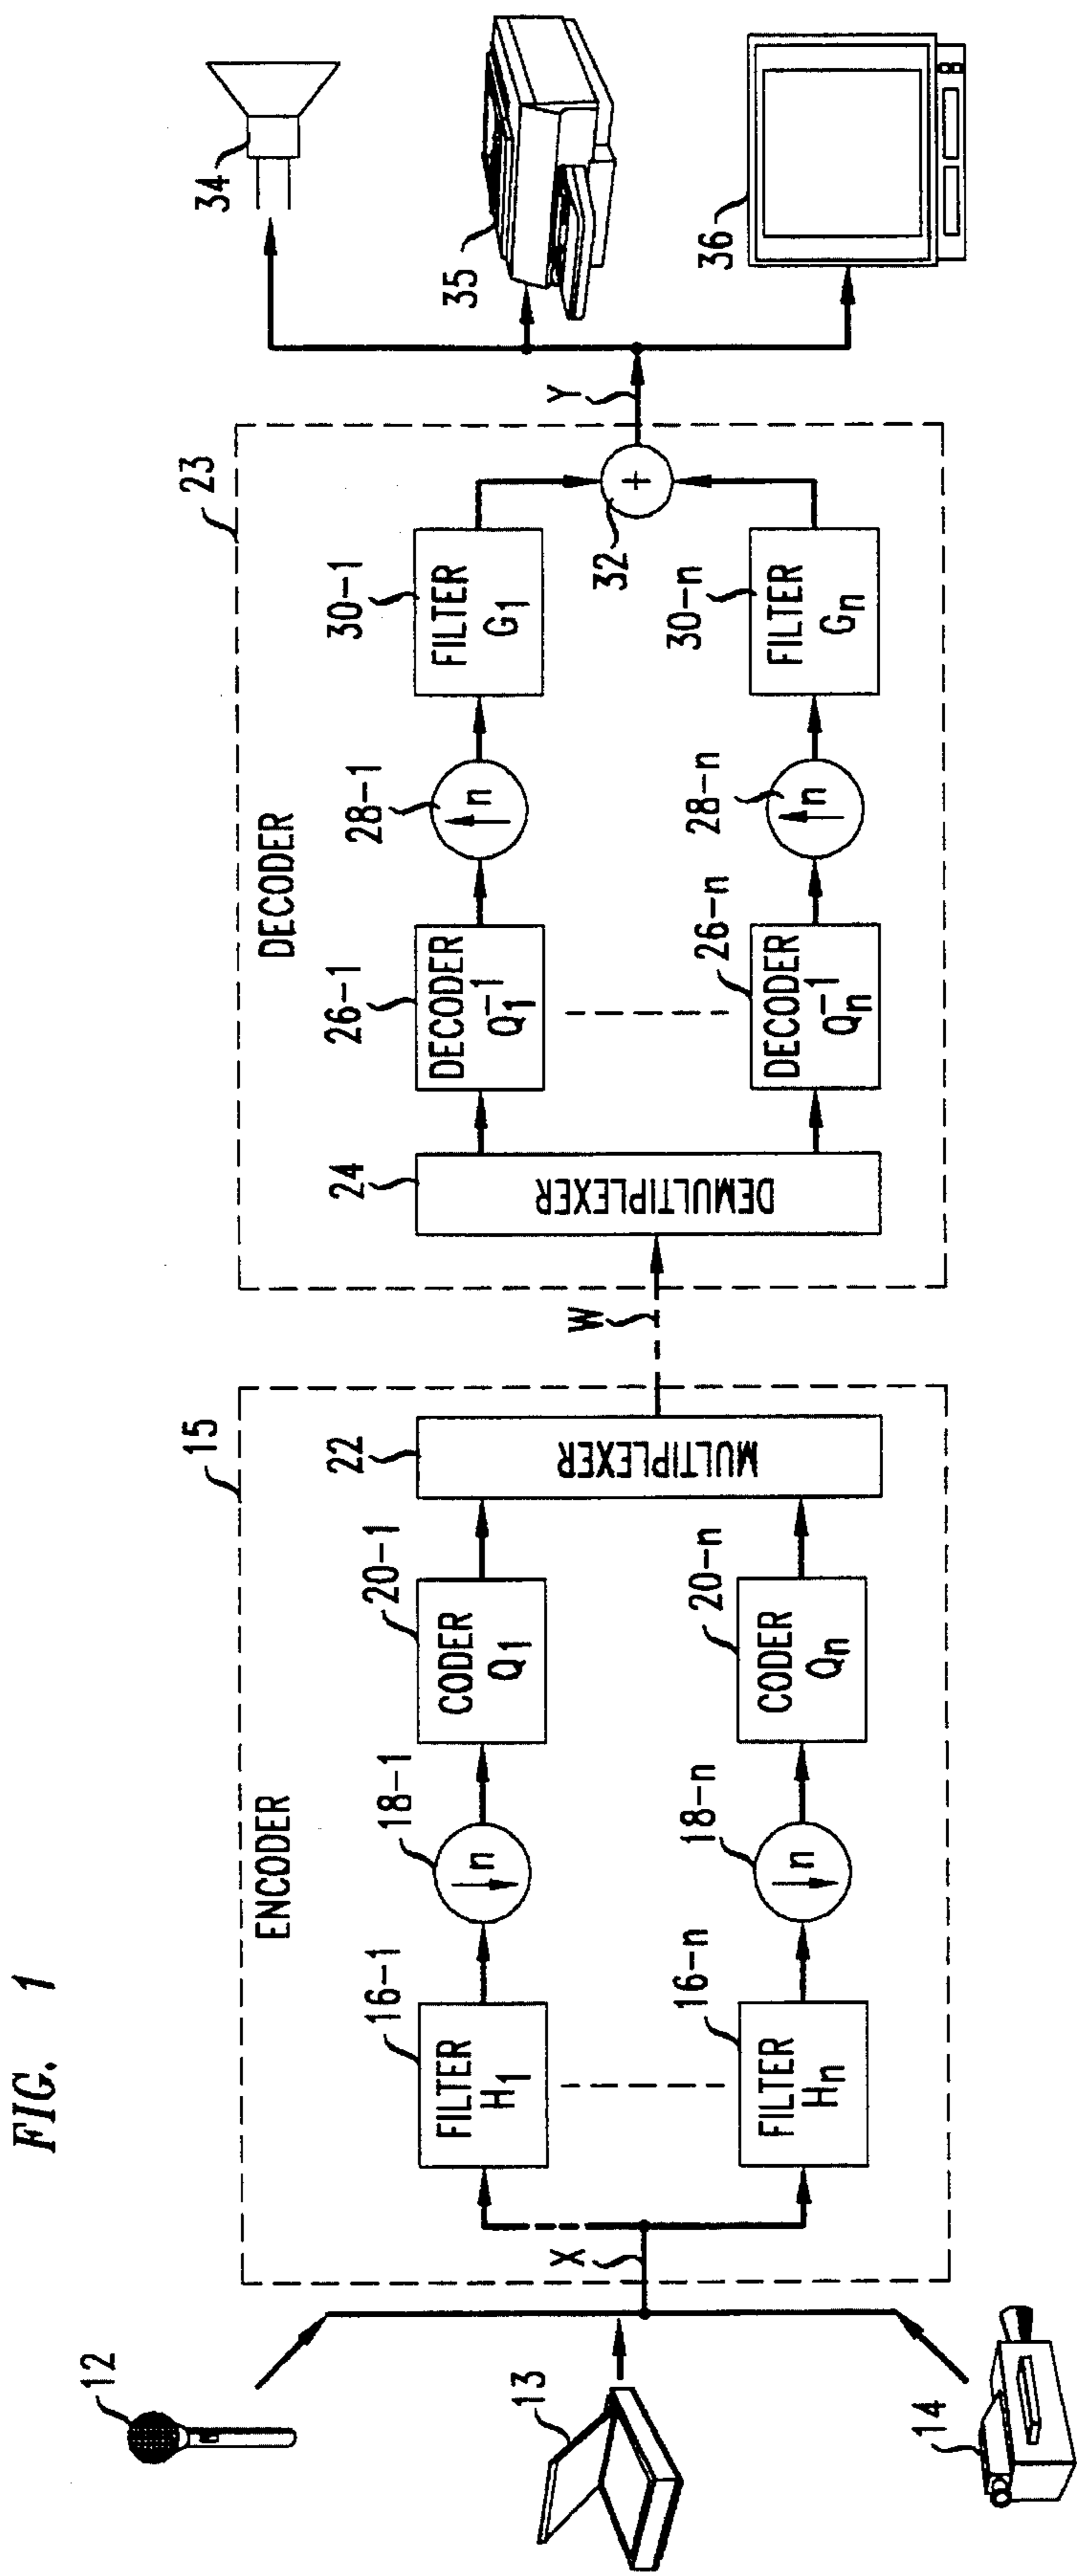 FIG. 1
12
13
14
X
15
ENCODER
16-1
FILTER
H1
18-1
n
20-1
CODER
Q1
16-n
FILTER
Hn
18-n
n
20-n
CODER
Qn
22
MULTIPLEXER
W
23
DECODER
24
DEMULTIPLEXER
26-1
DECODER
Q1^-1
28-1
n
30-1
FILTER
G1
26-n
DECODER
Qn^-1
28-n
n
30-n
FILTER
Gn
32
+
Y
34
35
36